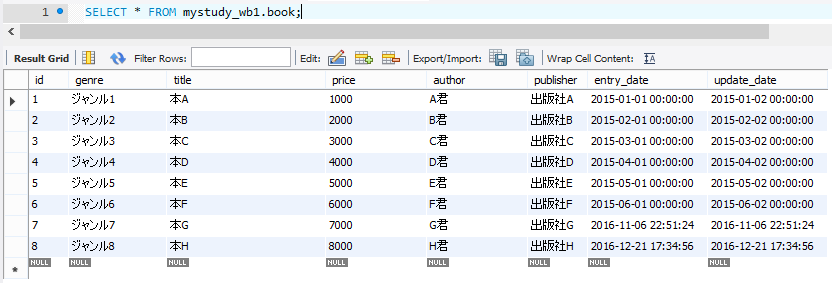 1 SELECT * FROM mystudy_wb1.book;
Result Grid Filter Rows: Edit: Export/Import: Wrap Cell Content: IA
id genre title price author publisher entry_date update_date
1 ジャンル1 本A 1000 A君 出版社A 2015-01-01 00:00:00 2015-01-02 00:00:00
2 ジャンル2 本B 2000 B君 出版社B 2015-02-01 00:00:00 2015-02-02 00:00:00
3 ジャンル3 本C 3000 C君 出版社C 2015-03-01 00:00:00 2015-03-02 00:00:00
4 ジャンル4 本D 4000 D君 出版社D 2015-04-01 00:00:00 2015-04-02 00:00:00
5 ジャンル5 本E 5000 E君 出版社E 2015-05-01 00:00:00 2015-05-02 00:00:00
6 ジャンル6 本F 6000 F君 出版社F 2015-06-01 00:00:00 2015-06-02 00:00:00
7 ジャンル7 本G 7000 G君 出版社G 2016-11-06 22:51:24 2016-11-06 22:51:24
8 ジャンル8 本H 8000 H君 出版社H 2016-12-21 17:34:56 2016-12-21 17:34:56
* NULL NULL NULL NULL NULL NULL NULL NULL